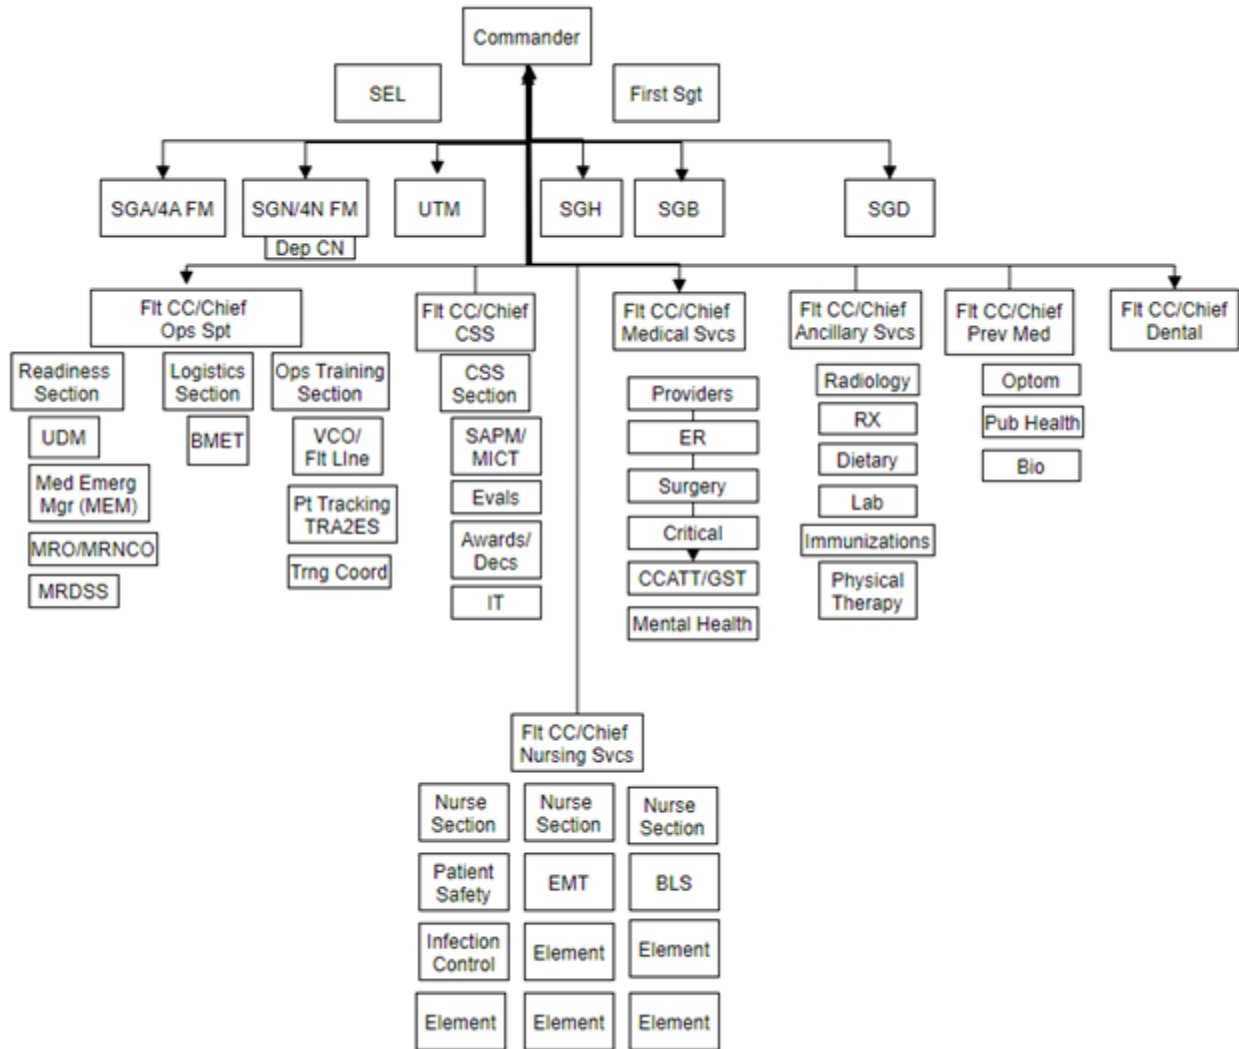 Commander
SEL
First Sgt
SGA/4A FM
SGN/4N FM
UTM
SGH
SGB
SGD
Dep CN
Flt CC/Chief
Ops Spt
Flt CC/Chief
CSS
Flt CC/Chief
Medical Svcs
Flt CC/Chief
Ancillary Svcs
Flt CC/Chief
Prev Med
Flt CC/Chief
Dental
Readiness
Section
UDM
Med Emerg
Mgr (MEM)
MRO/MRNCO
MRDSS
Logistics
Section
BMET
Ops Training
Section
VCO/
Flt LIne
Pt Tracking
TRA2ES
Trng Coord
CSS
Section
SAPM/
MICT
Evals
Awards/
Decs
IT
Providers
ER
Surgery
Critical
CCATT/GST
Mental Health
Radiology
RX
Dietary
Lab
Immunizations
Physical
Therapy
Optom
Pub Health
Bio
Flt CC/Chief
Nursing Svcs
Nurse
Section
Patient
Safety
Infection
Control
Element
Nurse
Section
EMT
Element
Element
Nurse
Section
BLS
Element
Element